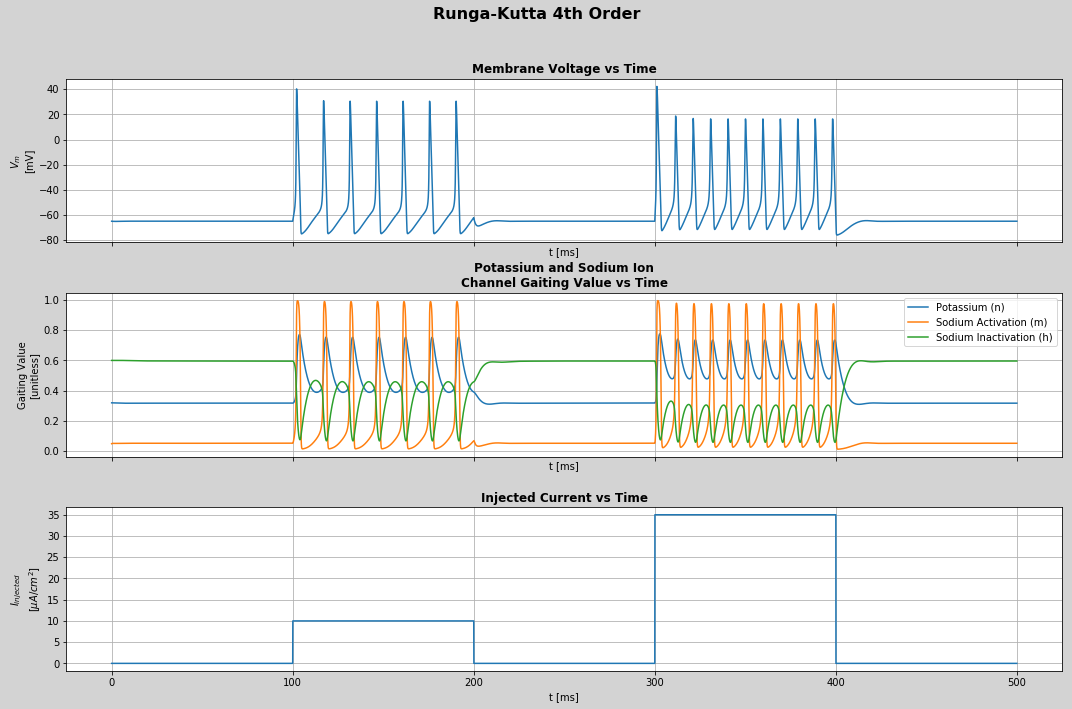 Runga-Kutta 4th Order
Membrane Voltage vs Time
40
20
0
−20
−40
−60
−80
V_m
[mV]
t [ms]
Potassium and Sodium Ion
Channel Gaiting Value vs Time
1.0
0.8
0.6
0.4
0.2
0.0
Gaiting Value
[unitless]
Potassium (n)
Sodium Activation (m)
Sodium Inactivation (h)
t [ms]
Injected Current vs Time
35
30
25
20
15
10
5
0
I_Injected
[μA/cm²]
0 100 200 300 400 500
t [ms]